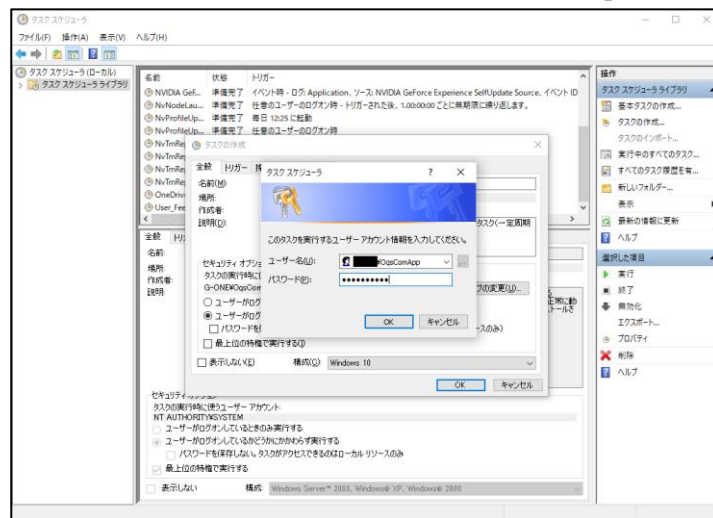 タスク スケジューラ
ファイル(F) 操作(A) 表示(V) ヘルプ(H)
タスク スケジューラ (ローカル)
タスク スケジューラ ライブラリ
名前 状態 トリガー
NVIDIA GeF... 準備完了 イベント時 - ログ: Application、ソース: NVIDIA GeForce Experience SelfUpdate Source、イベント ID
NvNodeLau... 準備完了 任意のユーザーのログオン時 - トリガーされた後、1.00:00:00 ごとに無期限に繰り返します。
NvProfileUp... 準備完了 毎日 12:25 に起動
NvProfileUp... 準備完了 任意のユーザーのログオン時
NvTmRe
NvTmRe
NvTmRe
NvTmRe
OneDriv
User_Fee
タスクの作成
全般 トリガー
名前(M):
場所:
作成者:
説明(D):
タスク(一定周期
セキュリティ オプショ
タスクの実行時に
G-ONE¥OqsCom
プの変更(U)...
ユーザーがログ
ユーザーがログ
パスワードを
ースのみ)
最上位の特権で実行する(I)
表示しない(E) 構成(C): Windows 10
OK キャンセル
タスク スケジューラ ? ×
このタスクを実行するユーザー アカウント情報を入力してください。
ユーザー名(U): ¥OqsComApp
パスワード(P): ●●●●●●●●●●
OK キャンセル
全般
名前:
場所:
作成者:
説明:
セキュリティ オプション
タスクの実行時に使うユーザー アカウント:
NT AUTHORITY¥SYSTEM
ユーザーがログオンしているときのみ実行する
ユーザーがログオンしているかどうかにかかわらず実行する
パスワードを保存しない。タスクがアクセスできるのはローカル リソースのみ
最上位の特権で実行する
表示しない 構成: Windows Server™ 2003、Windows® XP、Windows® 2000
操作
タスク スケジューラ ライブラリ
基本タスクの作成...
タスクの作成...
タスクのインポート...
実行中のすべてのタスク...
すべてのタスク履歴を有...
新しいフォルダー...
表示
最新の情報に更新
ヘルプ
選択した項目
実行
終了
無効化
エクスポート...
プロパティ
削除
ヘルプ